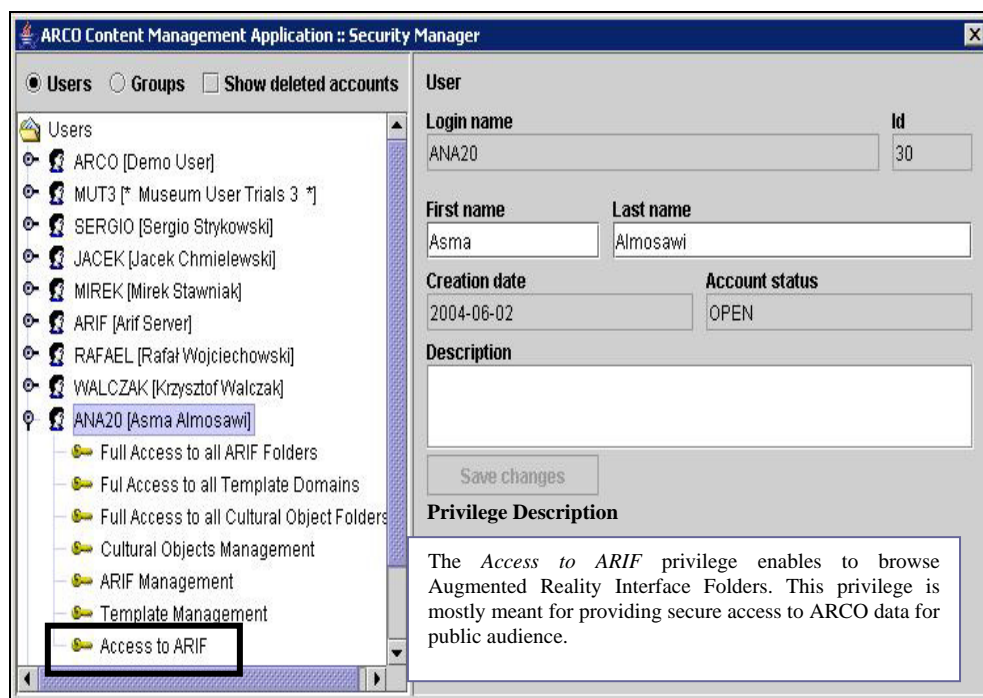 ARCO Content Management Application :: Security Manager
Users Groups Show deleted accounts
Users
ARCO [Demo User]
MUT3 [* Museum User Trials 3 *]
SERGIO [Sergio Strykowski]
JACEK [Jacek Chmielewski]
MIREK [Mirek Stawniak]
ARIF [Arif Server]
RAFAEL [Rafał Wojciechowski]
WALCZAK [Krzysztof Walczak]
ANA20 [Asma Almosawi]
Full Access to all ARIF Folders
Ful Access to all Template Domains
Full Access to all Cultural Object Folders
Cultural Objects Management
ARIF Management
Template Management
Access to ARIF
User
Login name Id
ANA20 30
First name Last name
Asma Almosawi
Creation date Account status
2004-06-02 OPEN
Description
Save changes
Privilege Description
The Access to ARIF privilege enables to browse
Augmented Reality Interface Folders. This privilege is
mostly meant for providing secure access to ARCO data for
public audience.